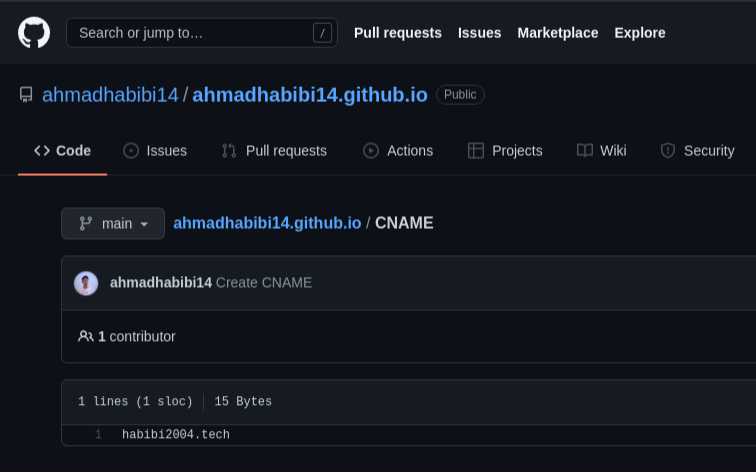 Search or jump to… /
Pull requests Issues Marketplace Explore
ahmadhabibi14 / ahmadhabibi14.github.io Public
Code Issues Pull requests Actions Projects Wiki Security
main ahmadhabibi14.github.io / CNAME
ahmadhabibi14 Create CNAME
1 contributor
1 lines (1 sloc) 15 Bytes
1 habibi2004.tech